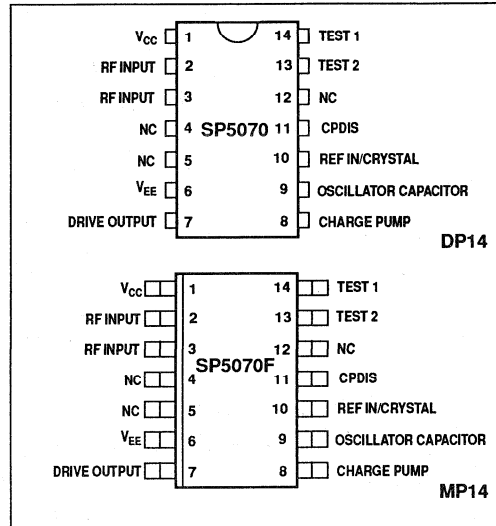 VCC 1 14 TEST 1
RF INPUT 2 13 TEST 2
RF INPUT 3 12 NC
NC 4 SP5070 11 CPDIS
NC 5 10 REF IN/CRYSTAL
VEE 6 9 OSCILLATOR CAPACITOR
DRIVE OUTPUT 7 8 CHARGE PUMP
DP14
VCC 1 14 TEST 1
RF INPUT 2 13 TEST 2
RF INPUT 3 12 NC
SP5070F
NC 4 11 CPDIS
NC 5 10 REF IN/CRYSTAL
VEE 6 9 OSCILLATOR CAPACITOR
DRIVE OUTPUT 7 8 CHARGE PUMP
MP14